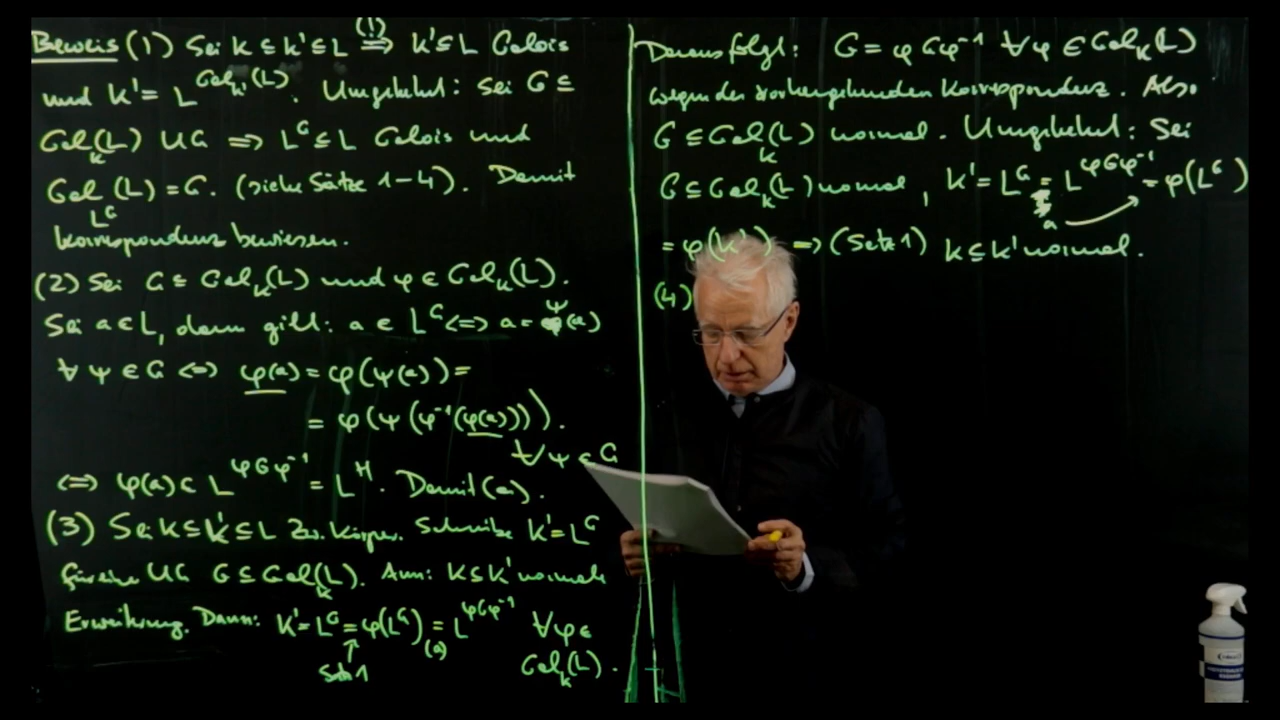 Beweis (1) Sei k ⊆ k' ⊆ L ⟹(!) k' ⊆ L Galois
und k' = L^{Gal_{k'}(L)}. Umgekehrt: Sei G ⊆
Gal_k(L) UG ⟹ L^G ⊆ L Galois und
Gal_{L^G}(L) = G. (siehe Sätze 1-4). Damit
Korrespondenz bewiesen.
(2) Sei G ⊆ Gal_k(L) und φ ∈ Gal_k(L).
Sei a ∈ L, dann gilt: a ∈ L^G ⟺ a = ψ(a)
∀ ψ ∈ G ⟺ φ(a) = φ(ψ(a)) =
= φ(ψ(φ^{-1}(φ(a)))).
∀ ψ ∈ G
⟺ φ(a) ∈ L^{φGφ^{-1}} = L^H. Damit (a).
(3) Sei k ⊆ k' ⊆ L Zw. Körper. Schreibe k' = L^G
für eine UG G ⊆ Gal_k(L). Ann: k ⊆ k' normale
Erweiterung. Dann: k' = L^G = φ(L^G) = L^{φGφ^{-1}} ∀ φ ∈
↑ (a)
Satz 1 Gal_k(L).
Daraus folgt: G = φGφ^{-1} ∀ φ ∈ Gal_k(L)
wegen der vorhergehenden Korrespondenz. Also
G ⊆ Gal_k(L) normal. Umgekehrt: Sei
G ⊆ Gal_k(L) normal, k' = L^G = L^{φGφ^{-1}} = φ(L^G)
a
= φ(k') ⟹ (Satz 1) k ⊆ k' normal.
(4)